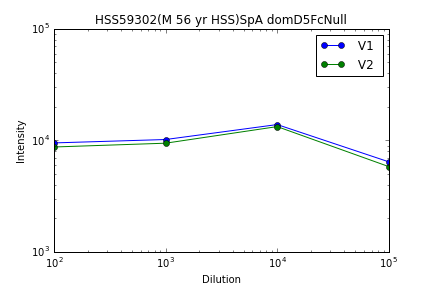 HSS59302(M 56 yr HSS)SpA domD5FcNull
10^5
10^4
10^3
Intensity
V1
V2
10^2 10^3 10^4 10^5
Dilution